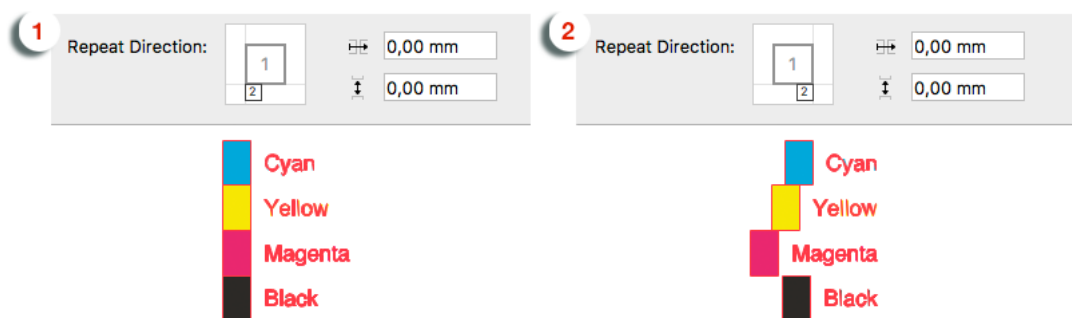 1
Repeat Direction:
1
2
0,00 mm
0,00 mm
Cyan
Yellow
Magenta
Black
2
Repeat Direction:
1
2
0,00 mm
0,00 mm
Cyan
Yellow
Magenta
Black